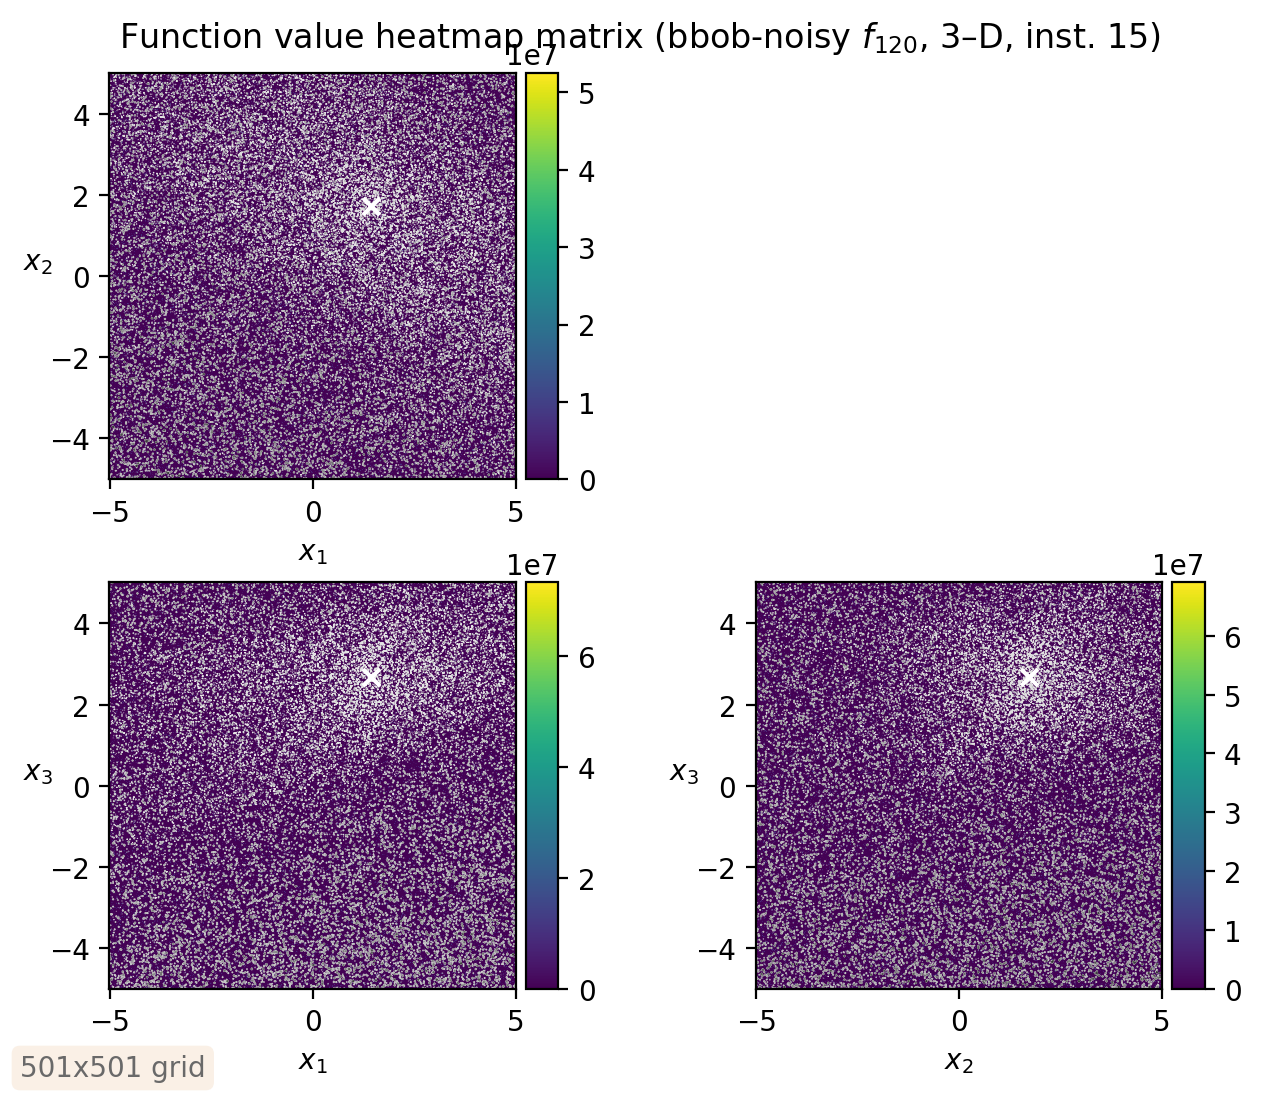 Function value heatmap matrix (bbob-noisy f₁₂₀, 3–D, inst. 15)
1e7
5
4
3
2
1
0
4
2
0
−2
−4
x₂
−5 0 5
x₁
1e7
6
4
2
0
4
2
0
−2
−4
x₃
−5 0 5
x₁
1e7
6
5
4
3
2
1
0
4
2
0
−2
−4
x₃
−5 0 5
x₂
501x501 grid